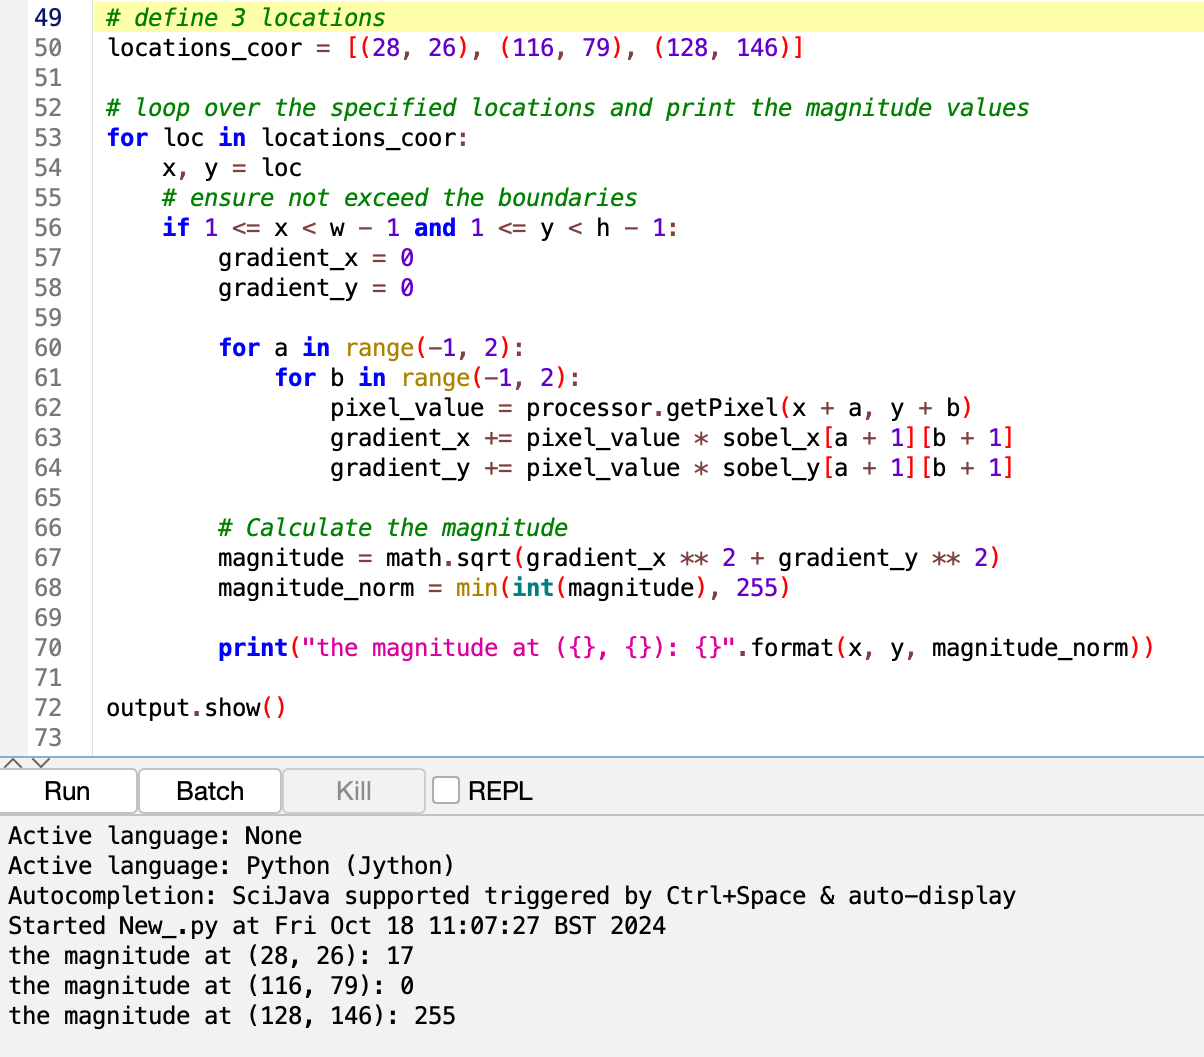 49 # define 3 locations
50 locations_coor = [(28, 26), (116, 79), (128, 146)]
51
52 # loop over the specified locations and print the magnitude values
53 for loc in locations_coor:
54     x, y = loc
55     # ensure not exceed the boundaries
56     if 1 <= x < w - 1 and 1 <= y < h - 1:
57         gradient_x = 0
58         gradient_y = 0
59
60         for a in range(-1, 2):
61             for b in range(-1, 2):
62                 pixel_value = processor.getPixel(x + a, y + b)
63                 gradient_x += pixel_value * sobel_x[a + 1][b + 1]
64                 gradient_y += pixel_value * sobel_y[a + 1][b + 1]
65
66         # Calculate the magnitude
67         magnitude = math.sqrt(gradient_x ** 2 + gradient_y ** 2)
68         magnitude_norm = min(int(magnitude), 255)
69
70         print("the magnitude at ({}, {}): {}".format(x, y, magnitude_norm))
71
72 output.show()
73
Run Batch Kill REPL
Active language: None
Active language: Python (Jython)
Autocompletion: SciJava supported triggered by Ctrl+Space & auto-display
Started New_.py at Fri Oct 18 11:07:27 BST 2024
the magnitude at (28, 26): 17
the magnitude at (116, 79): 0
the magnitude at (128, 146): 255